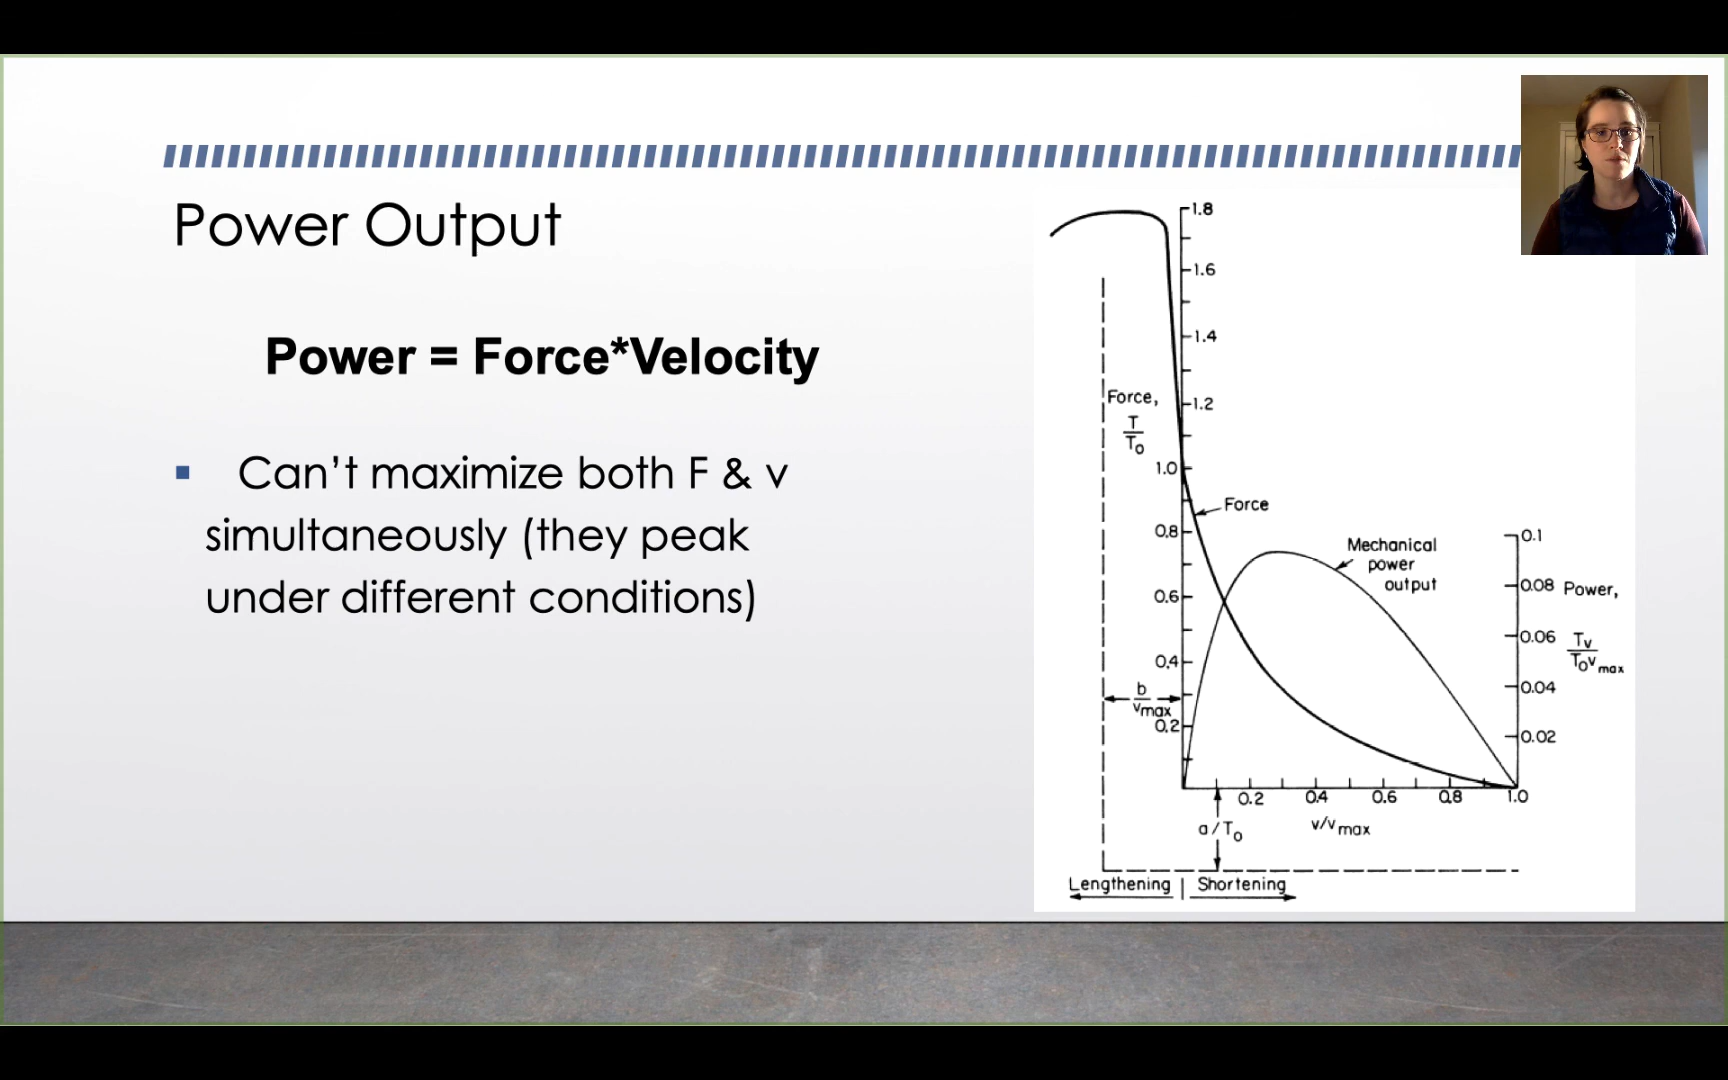 Power Output
Power = Force*Velocity
Can't maximize both F & v
simultaneously (they peak
under different conditions)
1.8
1.6
1.4
1.2
1.0
0.8
0.6
0.4
0.2
Force,
T
To
Force
Mechanical
power
output
0.1
0.08
0.06
0.04
0.02
Power,
Tv
Tovmax
b
vmax
0.2
0.4
0.6
0.8
1.0
v/vmax
a/To
Lengthening
Shortening